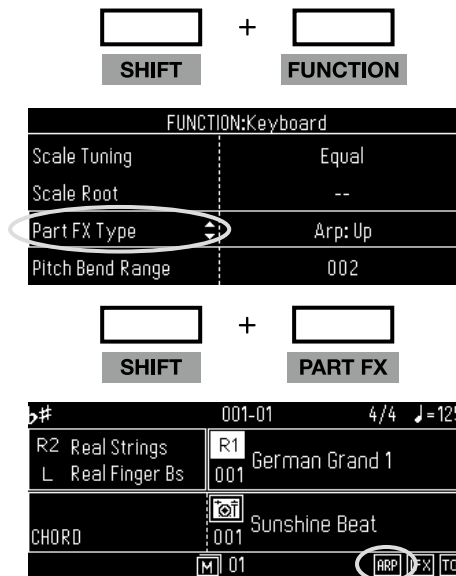 +
SHIFT FUNCTION
FUNCTION:Keyboard
Scale Tuning Equal
Scale Root --
Part FX Type Arp: Up
Pitch Bend Range 002
+
SHIFT PART FX
♭# 001-01 4/4 ♩=125
R2 Real Strings R1 German Grand 1
L Real Finger Bs 001
Sunshine Beat
CHORD 001
M 01 ARP FX